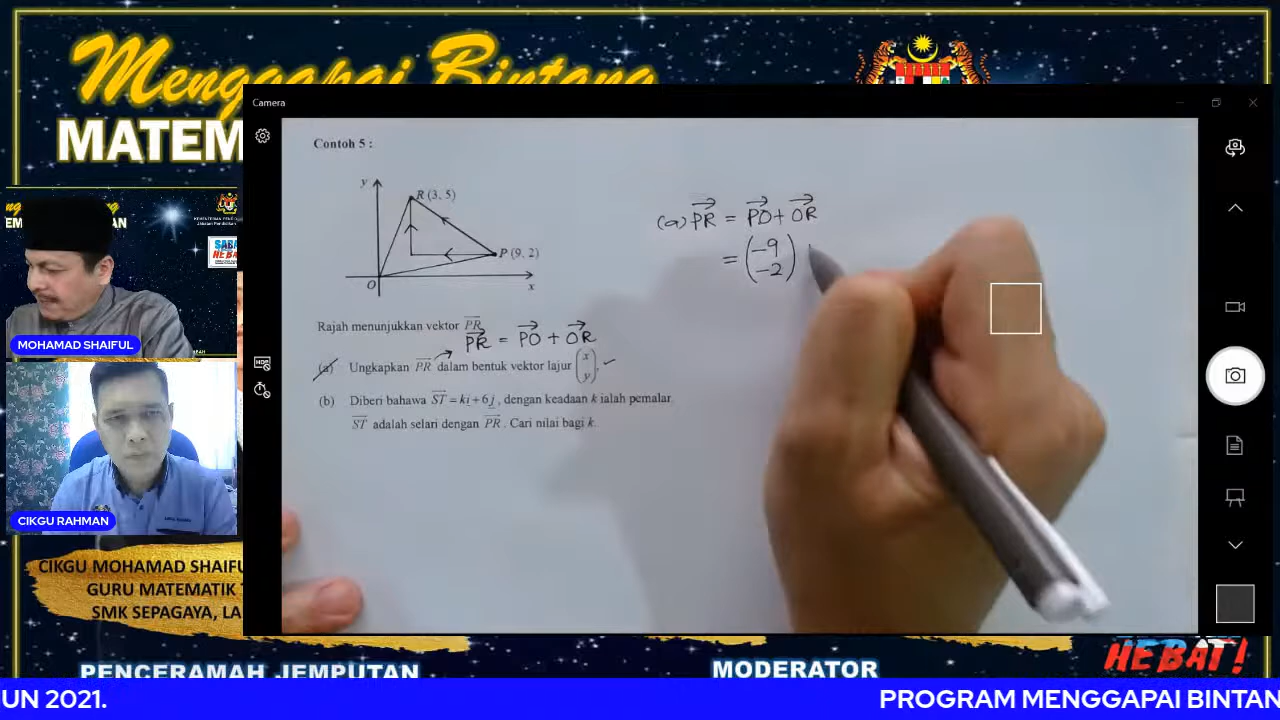 Menggapai Bintang
MATEM
Camera
Contoh 5 :
y
R (3, 5)
P (9, 2)
O
x
Rajah menunjukkan vektor PR
PR = PO + OR
(a) Ungkapkan PR dalam bentuk vektor lajur (x y).
(b) Diberi bahawa ST = ki + 6j, dengan keadaan k ialah pemalar.
ST adalah selari dengan PR. Cari nilai bagi k.
(a) PR = PO + OR
= (-9 -2)
MOHAMAD SHAIFUL
CIKGU RAHMAN
CIKGU MOHAMAD SHAIFU
GURU MATEMATIK
SMK SEPAGAYA, LA
PENCERAMAH JEMPUTAN
MODERATOR
HEBAT!
UN 2021.
PROGRAM MENGGAPAI BINTAN